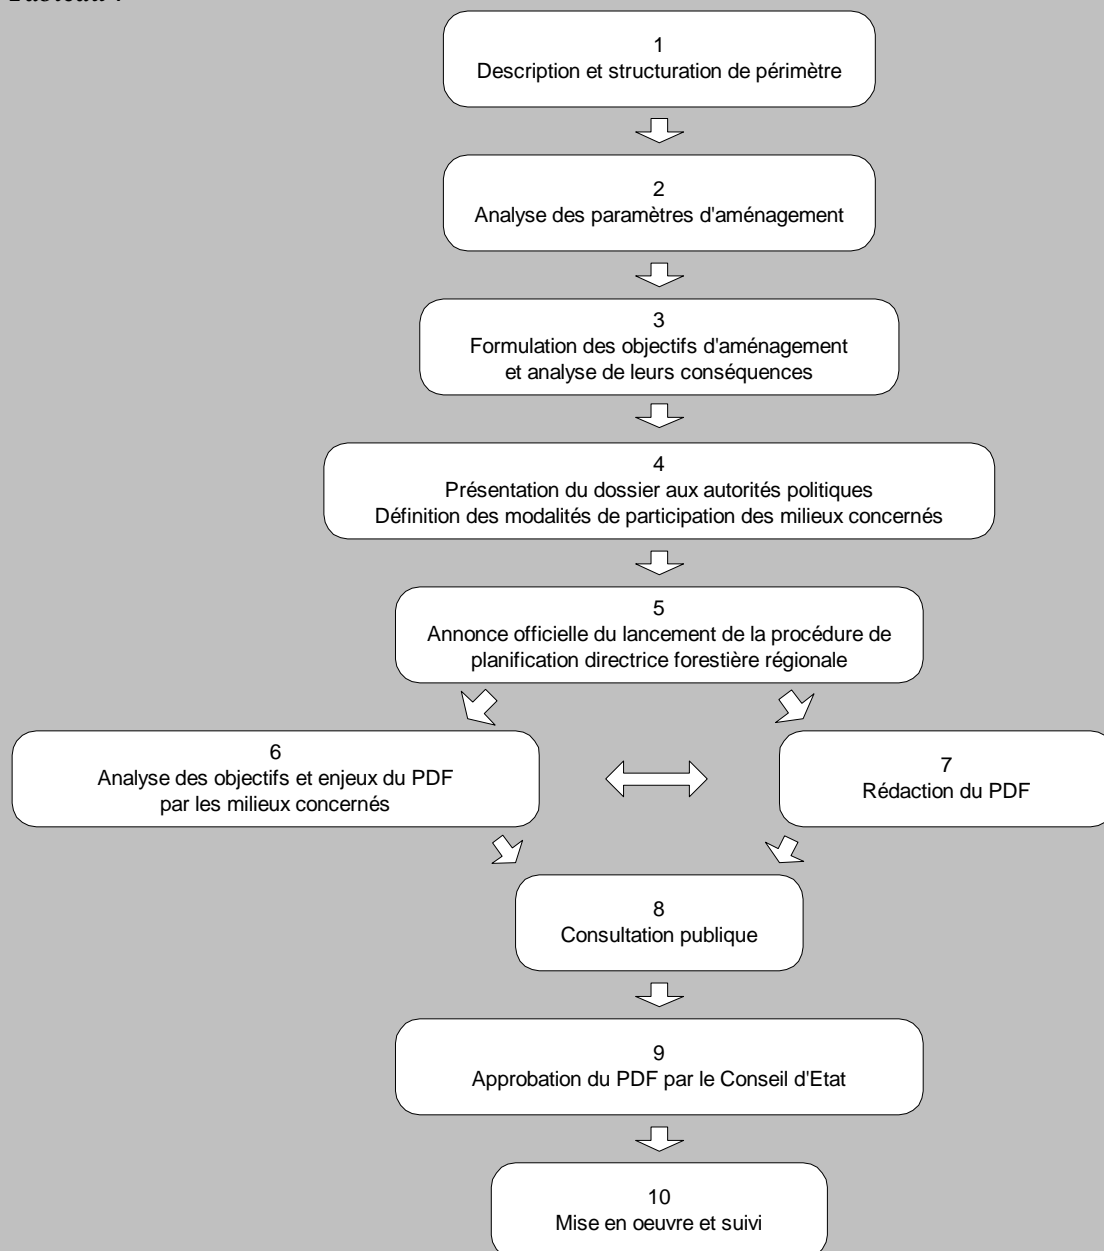 1
Description et structuration de périmètre
2
Analyse des paramètres d'aménagement
3
Formulation des objectifs d'aménagement
et analyse de leurs conséquences
4
Présentation du dossier aux autorités politiques
Définition des modalités de participation des milieux concernés
5
Annonce officielle du lancement de la procédure de
planification directrice forestière régionale
6
Analyse des objectifs et enjeux du PDF
par les milieux concernés
7
Rédaction du PDF
8
Consultation publique
9
Approbation du PDF par le Conseil d'Etat
10
Mise en oeuvre et suivi